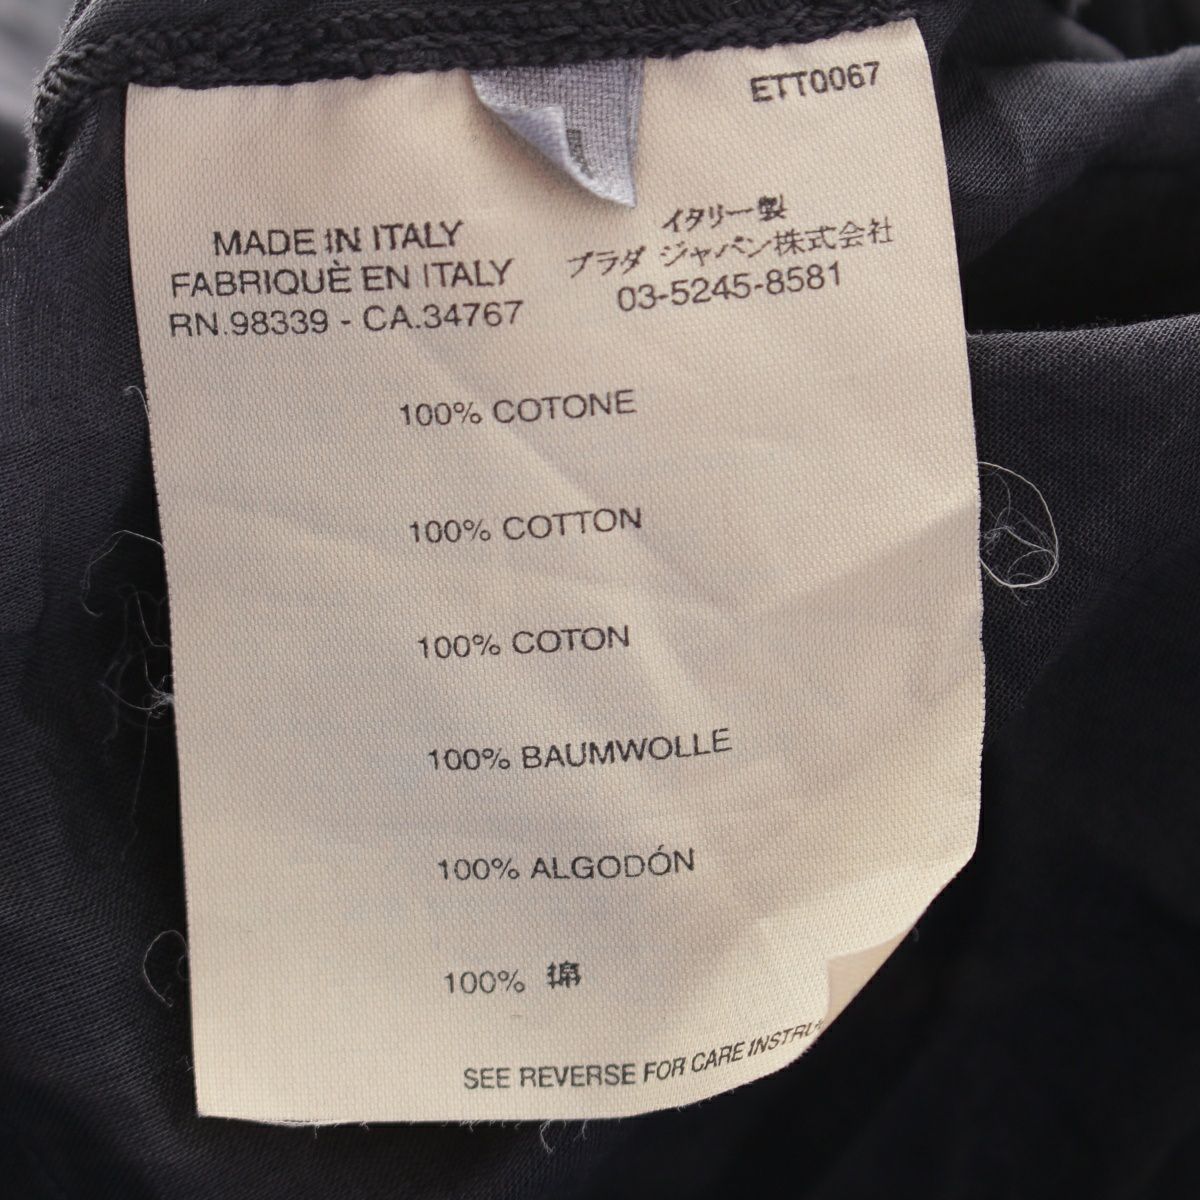 ETT0067
MADE IN ITALY
FABRIQUÈ EN ITALY
RN.98339 - CA.34767
イタリー製
プラダ ジャパン株式会社
03-5245-8581
100% COTONE
100% COTTON
100% COTON
100% BAUMWOLLE
100% ALGODÓN
100% 綿
SEE REVERSE FOR CARE INSTRU